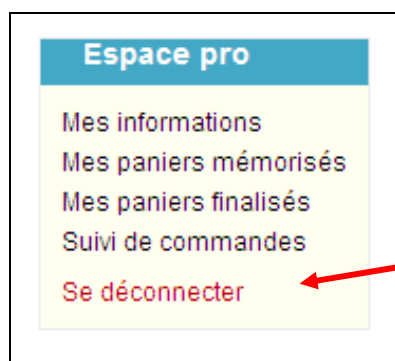 Espace pro
Mes informations
Mes paniers mémorisés
Mes paniers finalisés
Suivi de commandes
Se déconnecter